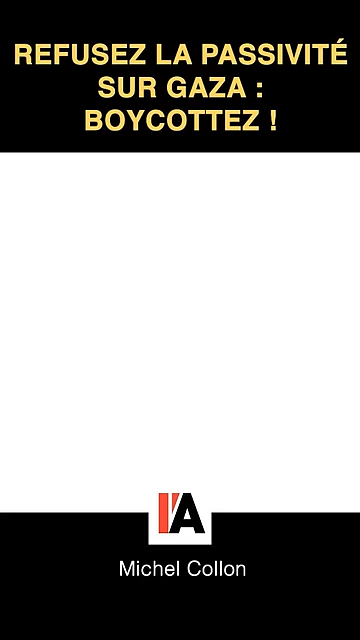 REFUSEZ LA PASSIVITÉ
SUR GAZA :
BOYCOTTEZ !
I'A
Michel Collon